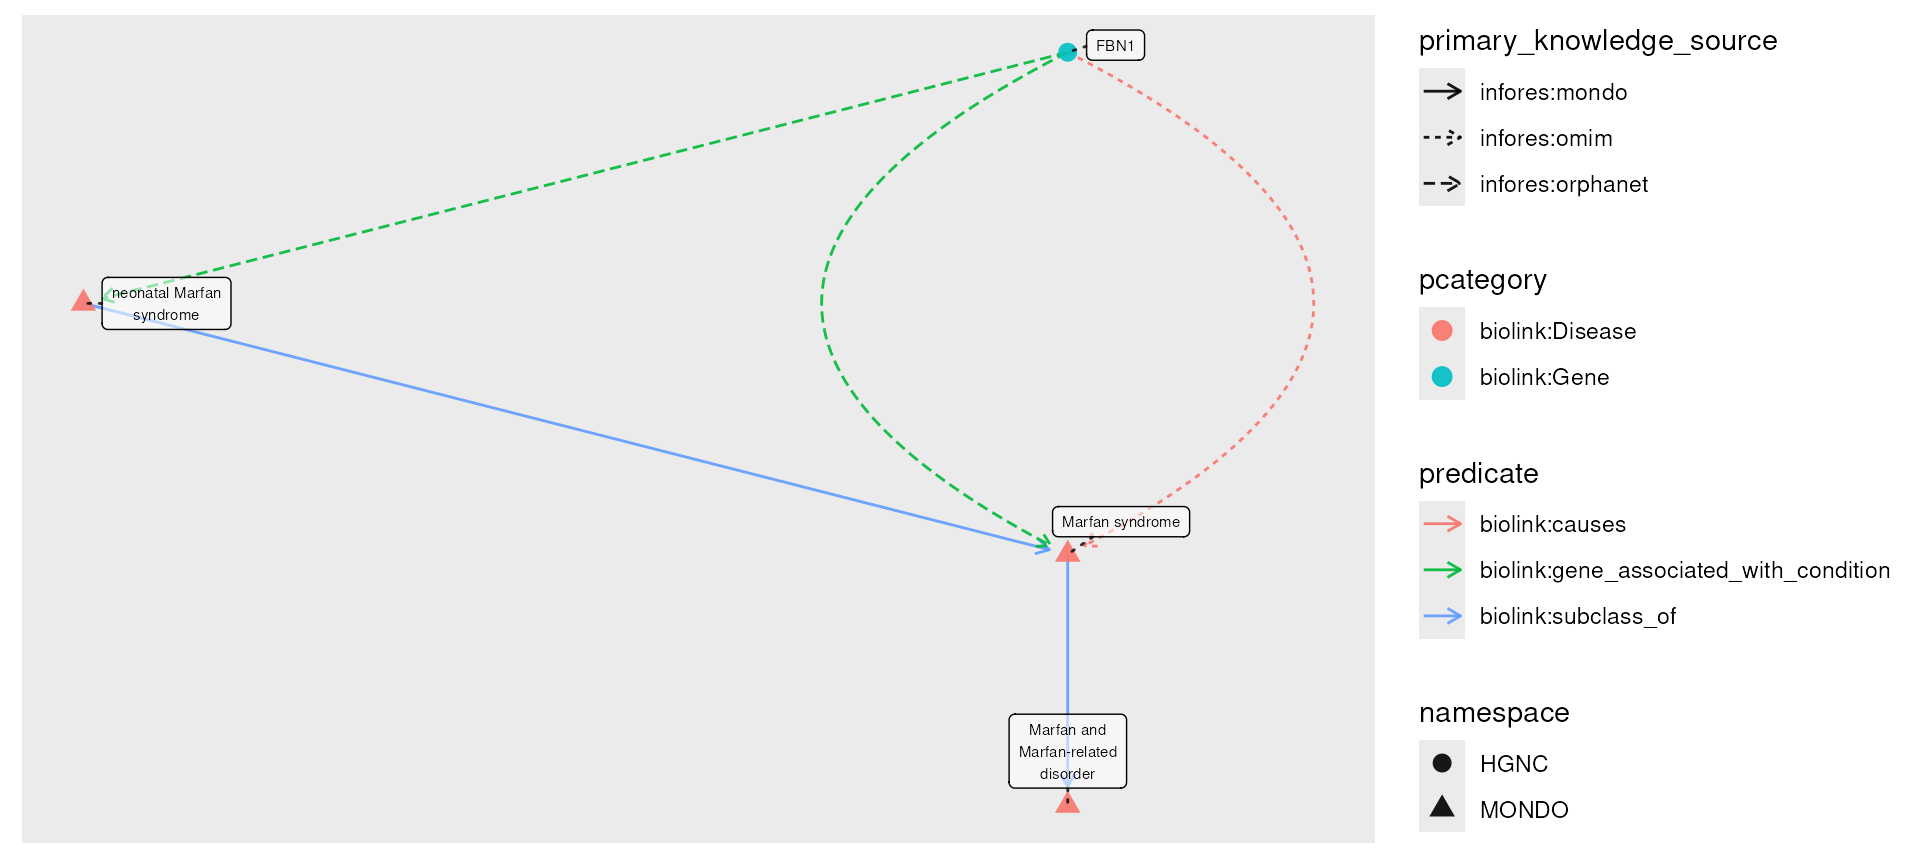 FBN1
neonatal Marfan
syndrome
Marfan syndrome
Marfan and
Marfan-related
disorder
primary_knowledge_source
infores:mondo
infores:omim
infores:orphanet
pcategory
biolink:Disease
biolink:Gene
predicate
biolink:causes
biolink:gene_associated_with_condition
biolink:subclass_of
namespace
HGNC
MONDO